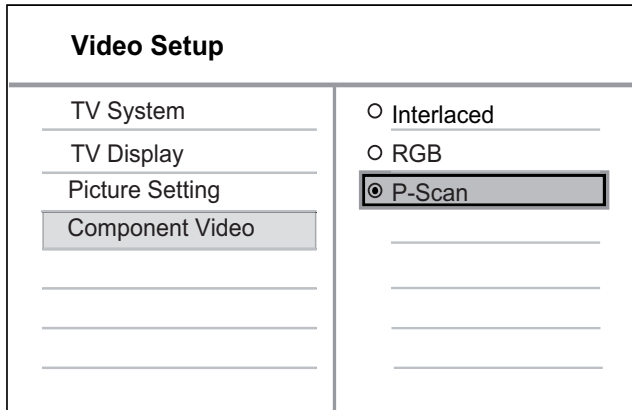 Video Setup
TV System
TV Display
Picture Setting
Component Video
Interlaced
RGB
P-Scan